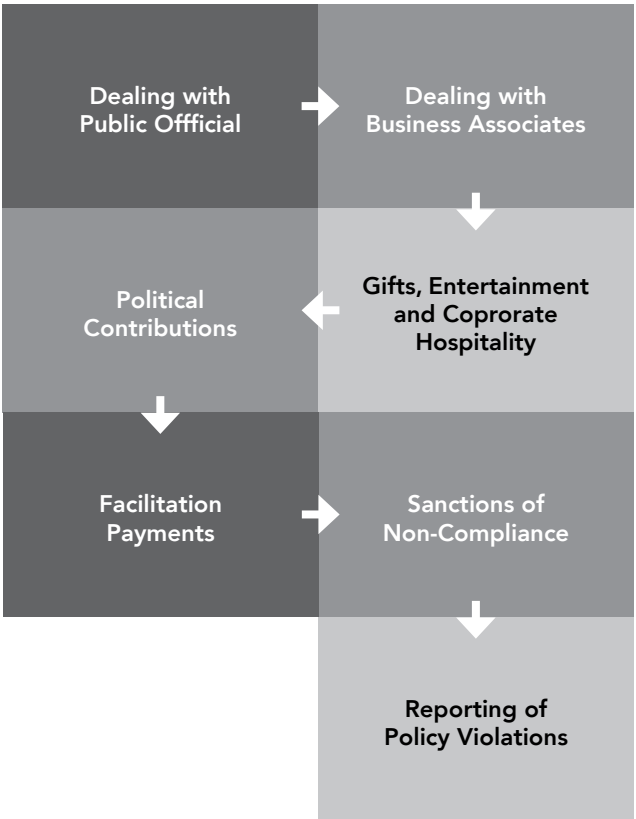 Dealing with
Public Offficial
Dealing with
Business Associates
Gifts, Entertainment
and Coprorate
Hospitality
Political
Contributions
Facilitation
Payments
Sanctions of
Non-Compliance
Reporting of
Policy Violations